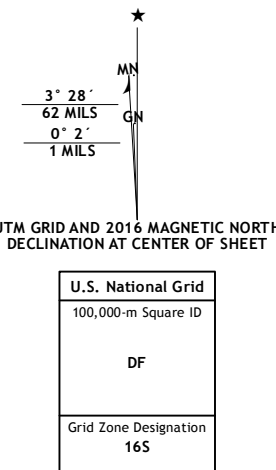 MN
3° 28´
62 MILS
GN
0° 2´
1 MILS
UTM GRID AND 2016 MAGNETIC NORTH
DECLINATION AT CENTER OF SHEET
U.S. National Grid
100,000-m Square ID
DF
Grid Zone Designation
16S